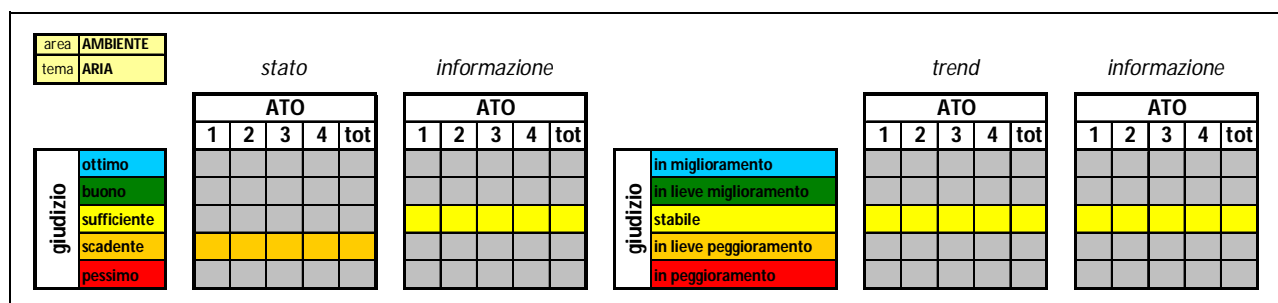 area AMBIENTE
tema ARIA
stato informazione trend informazione
ATO ATO ATO ATO
1 2 3 4 tot 1 2 3 4 tot 1 2 3 4 tot 1 2 3 4 tot
giudizio
ottimo
buono
sufficiente
scadente
pessimo
giudizio
in miglioramento
in lieve miglioramento
stabile
in lieve peggioramento
in peggioramento